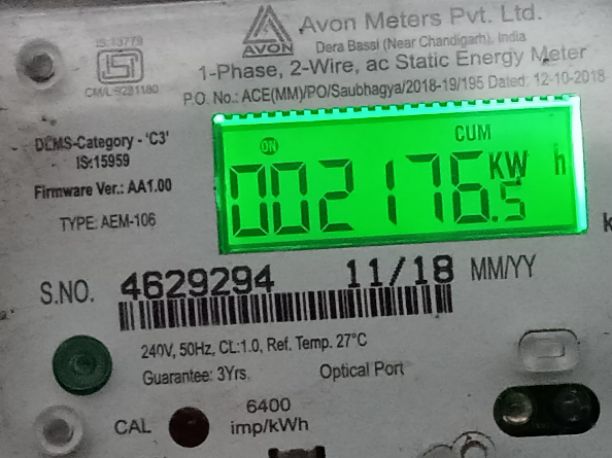 IS:13779
CM/L-9231180
AVON
Avon Meters Pvt. Ltd.
Dera Bassi (Near Chandigarh), India
1-Phase, 2-Wire, ac Static Energy Meter
P.O. No.: ACE(MM)/PO/Saubhagya/2018-19/195 Dated: 12-10-2018
DLMS-Category - 'C3'
IS:15959
Firmware Ver.: AA1.00
TYPE: AEM-106
ON
CUM
KW h
002176.5
k
S.NO. 4629294 11/18 MM/YY
240V, 50Hz, CL:1.0, Ref. Temp. 27°C
Guarantee: 3Yrs. Optical Port
CAL
6400
imp/kWh